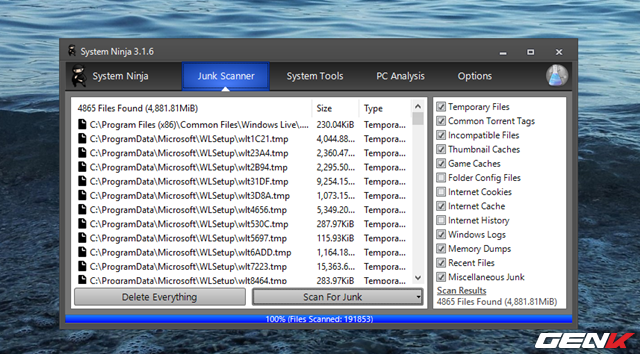 System Ninja 3.1.6
System Ninja
Junk Scanner
System Tools
PC Analysis
Options
4865 Files Found (4,881.81MiB)
Size
Type
C:\Program Files (x86)\Common Files\Windows Live\.... 230.04KiB Tempora...
C:\ProgramData\Microsoft\WLSetup\wlt1C21.tmp 4,044.88... Tempora...
C:\ProgramData\Microsoft\WLSetup\wlt23A4.tmp 2,360.47... Tempora...
C:\ProgramData\Microsoft\WLSetup\wlt2B94.tmp 2,295.50... Tempora...
C:\ProgramData\Microsoft\WLSetup\wlt31DF.tmp 9,254.15... Tempora...
C:\ProgramData\Microsoft\WLSetup\wlt3D8A.tmp 1,073.15... Tempora...
C:\ProgramData\Microsoft\WLSetup\wlt4656.tmp 5,349.20... Tempora...
C:\ProgramData\Microsoft\WLSetup\wlt530C.tmp 287.97KiB Tempora...
C:\ProgramData\Microsoft\WLSetup\wlt5697.tmp 115.93KiB Tempora...
C:\ProgramData\Microsoft\WLSetup\wlt6ADD.tmp 1,164.18... Tempora...
C:\ProgramData\Microsoft\WLSetup\wlt7223.tmp 15,363.6... Tempora...
C:\ProgramData\Microsoft\WLSetup\wlt8464.tmp 283.97KiB Tempora...
Delete Everything
Scan For Junk
Temporary Files
Common Torrent Tags
Incompatible Files
Thumbnail Caches
Game Caches
Folder Config Files
Internet Cookies
Internet Cache
Internet History
Windows Logs
Memory Dumps
Recent Files
Miscellaneous Junk
Scan Results
4865 Files Found (4,881.81MiB)
100% (Files Scanned: 191853)
GENK